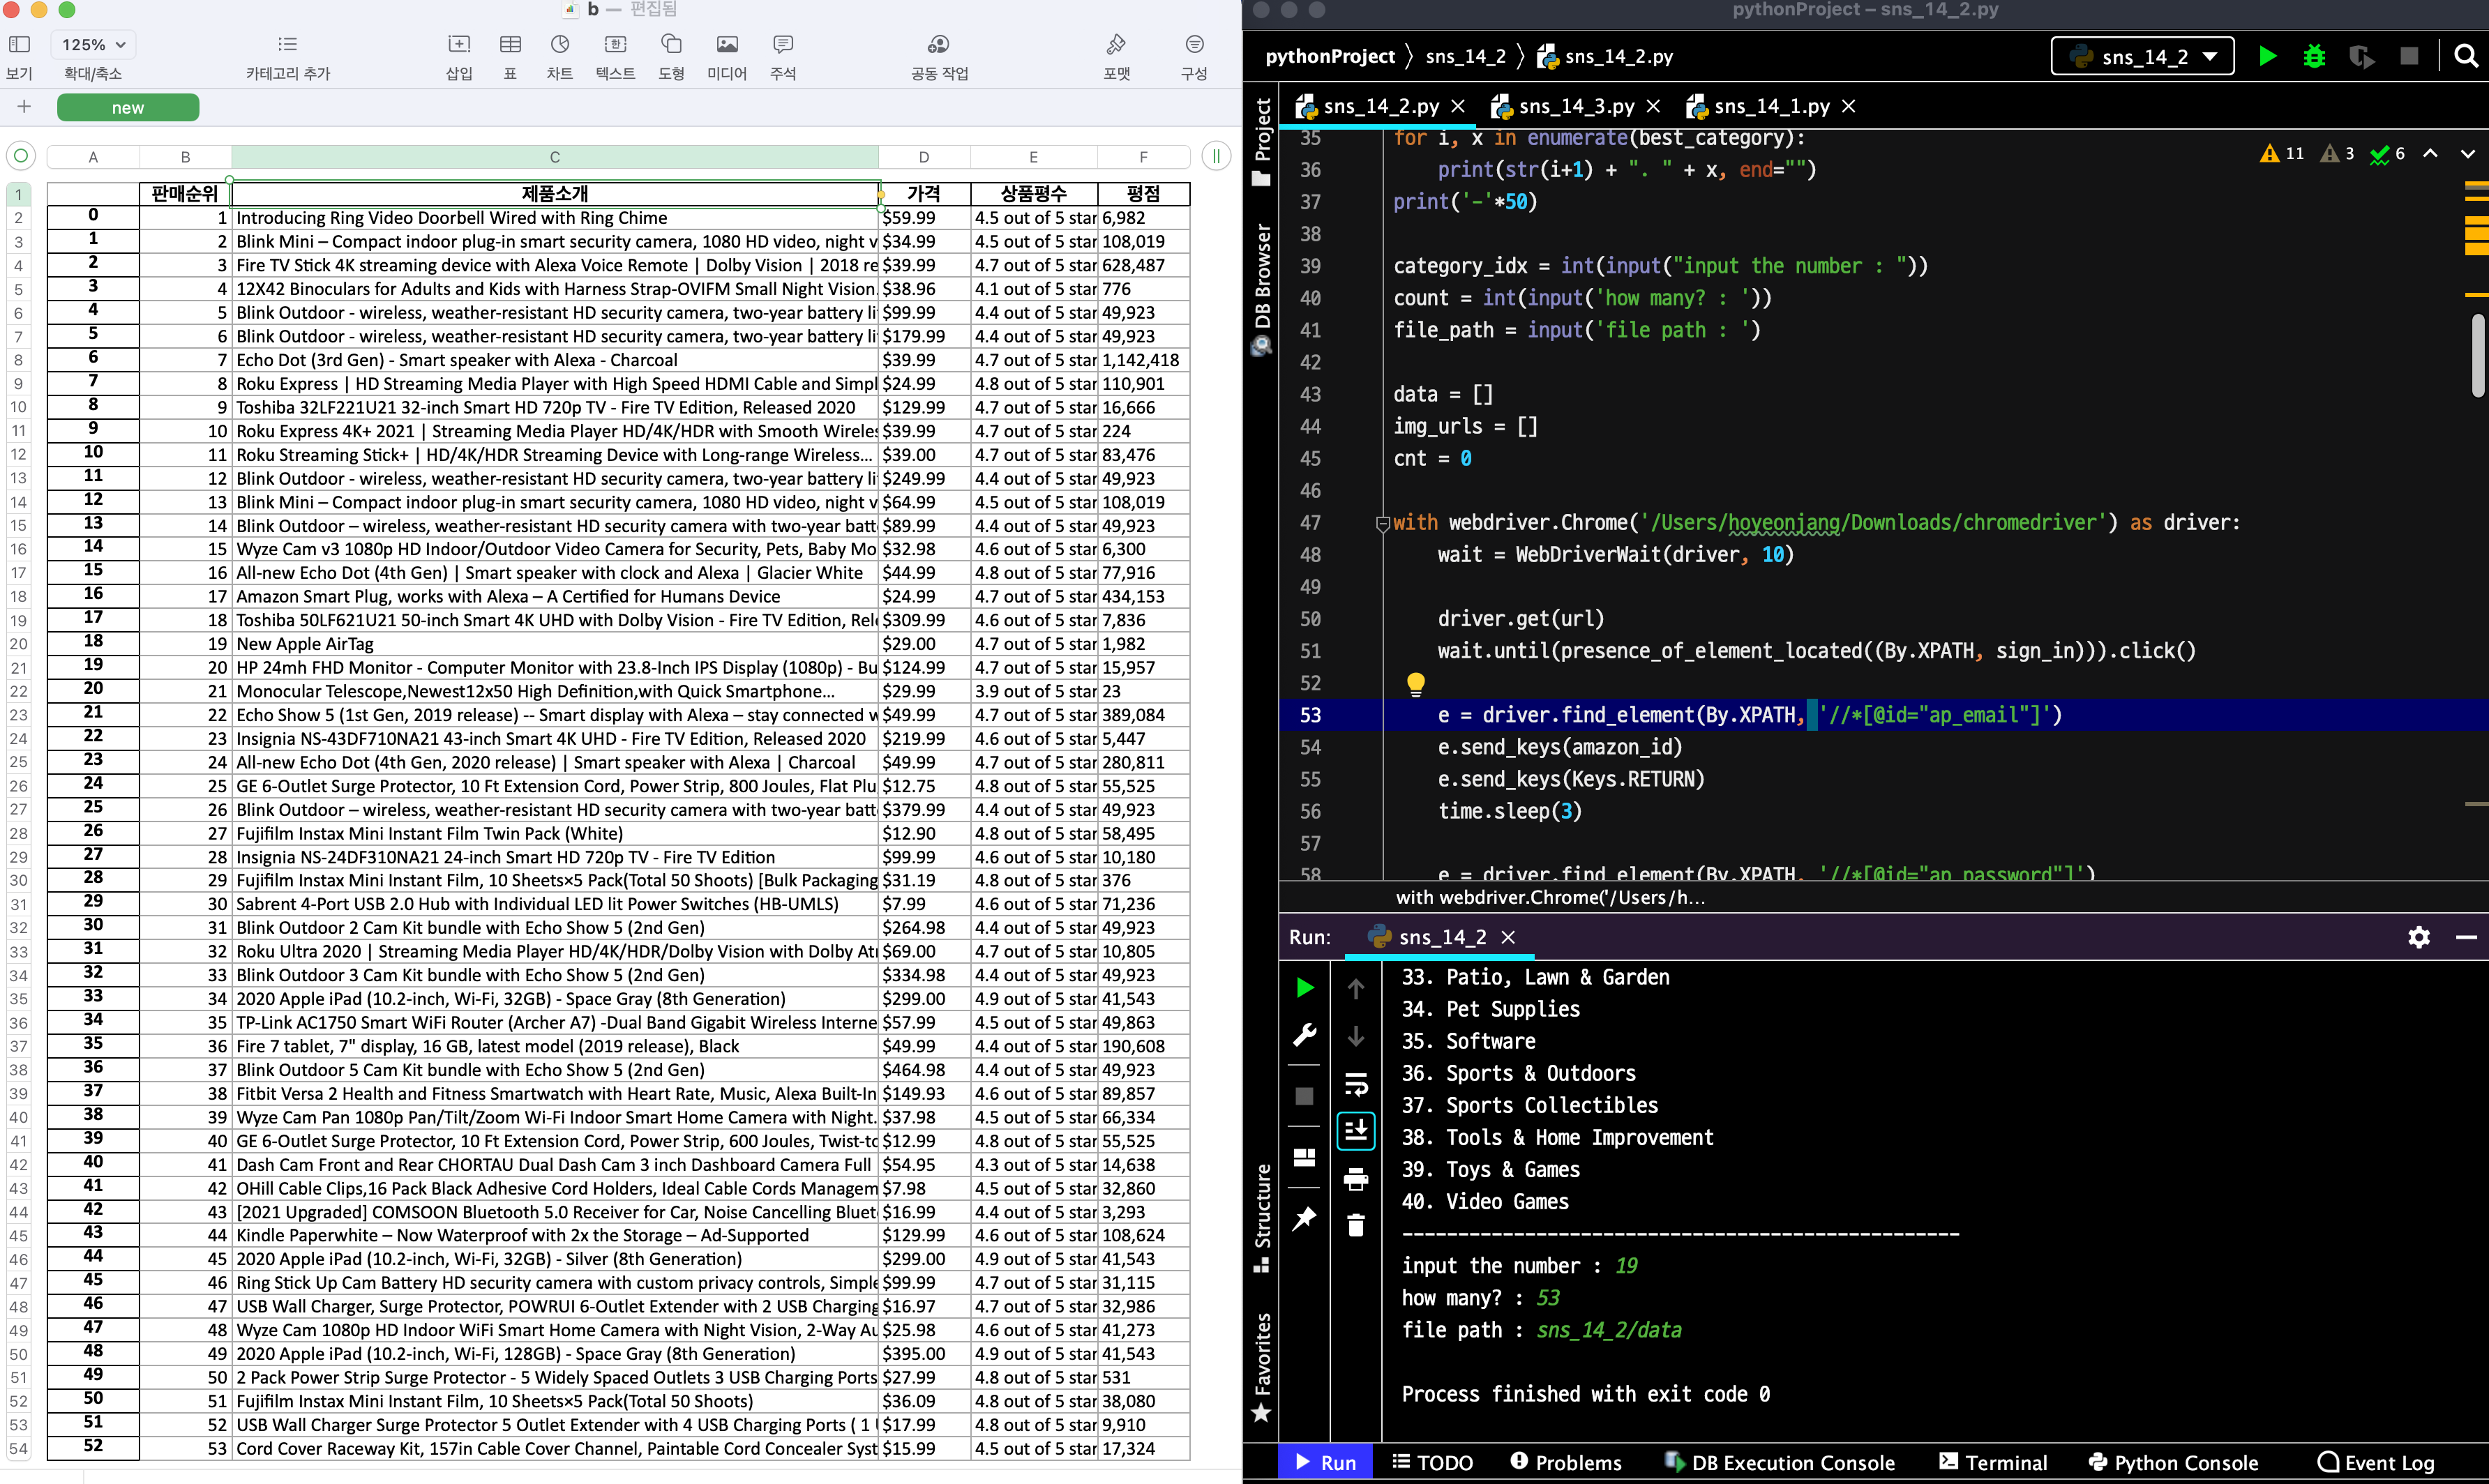 b — 편집됨
125%
보기 확대/축소 카테고리 추가 삽입 표 차트 텍스트 도형 미디어 주석 공동 작업 포맷 구성
new
A B C D E F
판매순위 제품소개 가격 상품평수 평점
1
2 0 1 Introducing Ring Video Doorbell Wired with Ring Chime $59.99 4.5 out of 5 star 6,982
3 1 2 Blink Mini – Compact indoor plug-in smart security camera, 1080 HD video, night v $34.99 4.5 out of 5 star 108,019
4 2 3 Fire TV Stick 4K streaming device with Alexa Voice Remote | Dolby Vision | 2018 re $39.99 4.7 out of 5 star 628,487
5 3 4 12X42 Binoculars for Adults and Kids with Harness Strap-OVIFM Small Night Vision. $38.96 4.1 out of 5 star 776
6 4 5 Blink Outdoor - wireless, weather-resistant HD security camera, two-year battery li $99.99 4.4 out of 5 star 49,923
7 5 6 Blink Outdoor - wireless, weather-resistant HD security camera, two-year battery li $179.99 4.4 out of 5 star 49,923
8 6 7 Echo Dot (3rd Gen) - Smart speaker with Alexa - Charcoal $39.99 4.7 out of 5 star 1,142,418
9 7 8 Roku Express | HD Streaming Media Player with High Speed HDMI Cable and Simpl $24.99 4.8 out of 5 star 110,901
10 8 9 Toshiba 32LF221U21 32-inch Smart HD 720p TV - Fire TV Edition, Released 2020 $129.99 4.7 out of 5 star 16,666
11 9 10 Roku Express 4K+ 2021 | Streaming Media Player HD/4K/HDR with Smooth Wireles $39.99 4.7 out of 5 star 224
12 10 11 Roku Streaming Stick+ | HD/4K/HDR Streaming Device with Long-range Wireless... $39.00 4.7 out of 5 star 83,476
13 11 12 Blink Outdoor - wireless, weather-resistant HD security camera, two-year battery li $249.99 4.4 out of 5 star 49,923
14 12 13 Blink Mini – Compact indoor plug-in smart security camera, 1080 HD video, night v $64.99 4.5 out of 5 star 108,019
15 13 14 Blink Outdoor – wireless, weather-resistant HD security camera with two-year batt $89.99 4.4 out of 5 star 49,923
16 14 15 Wyze Cam v3 1080p HD Indoor/Outdoor Video Camera for Security, Pets, Baby Mo $32.98 4.6 out of 5 star 6,300
17 15 16 All-new Echo Dot (4th Gen) | Smart speaker with clock and Alexa | Glacier White $44.99 4.8 out of 5 star 77,916
18 16 17 Amazon Smart Plug, works with Alexa – A Certified for Humans Device $24.99 4.7 out of 5 star 434,153
19 17 18 Toshiba 50LF621U21 50-inch Smart 4K UHD with Dolby Vision - Fire TV Edition, Rel $309.99 4.6 out of 5 star 7,836
20 18 19 New Apple AirTag $29.00 4.7 out of 5 star 1,982
21 19 20 HP 24mh FHD Monitor - Computer Monitor with 23.8-Inch IPS Display (1080p) - Bu $124.99 4.7 out of 5 star 15,957
22 20 21 Monocular Telescope,Newest12x50 High Definition,with Quick Smartphone... $29.99 3.9 out of 5 star 23
23 21 22 Echo Show 5 (1st Gen, 2019 release) -- Smart display with Alexa – stay connected w $49.99 4.7 out of 5 star 389,084
24 22 23 Insignia NS-43DF710NA21 43-inch Smart 4K UHD - Fire TV Edition, Released 2020 $219.99 4.6 out of 5 star 5,447
25 23 24 All-new Echo Dot (4th Gen, 2020 release) | Smart speaker with Alexa | Charcoal $49.99 4.7 out of 5 star 280,811
26 24 25 GE 6-Outlet Surge Protector, 10 Ft Extension Cord, Power Strip, 800 Joules, Flat Plu $12.75 4.8 out of 5 star 55,525
27 25 26 Blink Outdoor – wireless, weather-resistant HD security camera with two-year batt $379.99 4.4 out of 5 star 49,923
28 26 27 Fujifilm Instax Mini Instant Film Twin Pack (White) $12.90 4.8 out of 5 star 58,495
29 27 28 Insignia NS-24DF310NA21 24-inch Smart HD 720p TV - Fire TV Edition $99.99 4.6 out of 5 star 10,180
30 28 29 Fujifilm Instax Mini Instant Film, 10 Sheets×5 Pack(Total 50 Shoots) [Bulk Packaging $31.19 4.8 out of 5 star 376
31 29 30 Sabrent 4-Port USB 2.0 Hub with Individual LED lit Power Switches (HB-UMLS) $7.99 4.6 out of 5 star 71,236
32 30 31 Blink Outdoor 2 Cam Kit bundle with Echo Show 5 (2nd Gen) $264.98 4.4 out of 5 star 49,923
33 31 32 Roku Ultra 2020 | Streaming Media Player HD/4K/HDR/Dolby Vision with Dolby At $69.00 4.7 out of 5 star 10,805
34 32 33 Blink Outdoor 3 Cam Kit bundle with Echo Show 5 (2nd Gen) $334.98 4.4 out of 5 star 49,923
35 33 34 2020 Apple iPad (10.2-inch, Wi-Fi, 32GB) - Space Gray (8th Generation) $299.00 4.9 out of 5 star 41,543
36 34 35 TP-Link AC1750 Smart WiFi Router (Archer A7) -Dual Band Gigabit Wireless Interne $57.99 4.5 out of 5 star 49,863
37 35 36 Fire 7 tablet, 7" display, 16 GB, latest model (2019 release), Black $49.99 4.4 out of 5 star 190,608
38 36 37 Blink Outdoor 5 Cam Kit bundle with Echo Show 5 (2nd Gen) $464.98 4.4 out of 5 star 49,923
39 37 38 Fitbit Versa 2 Health and Fitness Smartwatch with Heart Rate, Music, Alexa Built-In $149.93 4.6 out of 5 star 89,857
40 38 39 Wyze Cam Pan 1080p Pan/Tilt/Zoom Wi-Fi Indoor Smart Home Camera with Night. $37.98 4.5 out of 5 star 66,334
41 39 40 GE 6-Outlet Surge Protector, 10 Ft Extension Cord, Power Strip, 600 Joules, Twist-to $12.99 4.8 out of 5 star 55,525
42 40 41 Dash Cam Front and Rear CHORTAU Dual Dash Cam 3 inch Dashboard Camera Full $54.95 4.3 out of 5 star 14,638
43 41 42 OHill Cable Clips,16 Pack Black Adhesive Cord Holders, Ideal Cable Cords Managem $7.98 4.5 out of 5 star 32,860
44 42 43 [2021 Upgraded] COMSOON Bluetooth 5.0 Receiver for Car, Noise Cancelling Bluet $16.99 4.4 out of 5 star 3,293
45 43 44 Kindle Paperwhite – Now Waterproof with 2x the Storage – Ad-Supported $129.99 4.6 out of 5 star 108,624
46 44 45 2020 Apple iPad (10.2-inch, Wi-Fi, 32GB) - Silver (8th Generation) $299.00 4.9 out of 5 star 41,543
47 45 46 Ring Stick Up Cam Battery HD security camera with custom privacy controls, Simple $99.99 4.7 out of 5 star 31,115
48 46 47 USB Wall Charger, Surge Protector, POWRUI 6-Outlet Extender with 2 USB Charging $16.97 4.7 out of 5 star 32,986
49 47 48 Wyze Cam 1080p HD Indoor WiFi Smart Home Camera with Night Vision, 2-Way Au $25.98 4.6 out of 5 star 41,273
50 48 49 2020 Apple iPad (10.2-inch, Wi-Fi, 128GB) - Space Gray (8th Generation) $395.00 4.9 out of 5 star 41,543
51 49 50 2 Pack Power Strip Surge Protector - 5 Widely Spaced Outlets 3 USB Charging Ports $27.99 4.8 out of 5 star 531
52 50 51 Fujifilm Instax Mini Instant Film, 10 Sheets×5 Pack(Total 50 Shoots) $36.09 4.8 out of 5 star 38,080
53 51 52 USB Wall Charger Surge Protector 5 Outlet Extender with 4 USB Charging Ports ( 1 $17.99 4.8 out of 5 star 9,910
54 52 53 Cord Cover Raceway Kit, 157in Cable Cover Channel, Paintable Cord Concealer Syst $15.99 4.5 out of 5 star 17,324
pythonProject – sns_14_2.py
pythonProject 〉 sns_14_2 〉 sns_14_2.py
sns_14_2
sns_14_2.py sns_14_3.py sns_14_1.py
Project
DB Browser
11 3 6
35 for i, x in enumerate(best_category):
36 print(str(i+1) + ". " + x, end="")
37 print('-'*50)
38
39 category_idx = int(input("input the number : "))
40 count = int(input('how many? : '))
41 file_path = input('file path : ')
42
43 data = []
44 img_urls = []
45 cnt = 0
46
47 with webdriver.Chrome('/Users/hoyeonjang/Downloads/chromedriver') as driver:
48 wait = WebDriverWait(driver, 10)
49
50 driver.get(url)
51 wait.until(presence_of_element_located((By.XPATH, sign_in))).click()
52
53 e = driver.find_element(By.XPATH, '//*[@id="ap_email"]')
54 e.send_keys(amazon_id)
55 e.send_keys(Keys.RETURN)
56 time.sleep(3)
57
58 e = driver.find_element(By.XPATH, '//*[@id="ap_password"]')
with webdriver.Chrome('/Users/h...
Run: sns_14_2
33. Patio, Lawn & Garden
34. Pet Supplies
35. Software
36. Sports & Outdoors
37. Sports Collectibles
38. Tools & Home Improvement
39. Toys & Games
40. Video Games
--------------------------------------------------
input the number : 19
how many? : 53
file path : sns_14_2/data
Process finished with exit code 0
Structure
Favorites
Run TODO Problems DB Execution Console Terminal Python Console Event Log